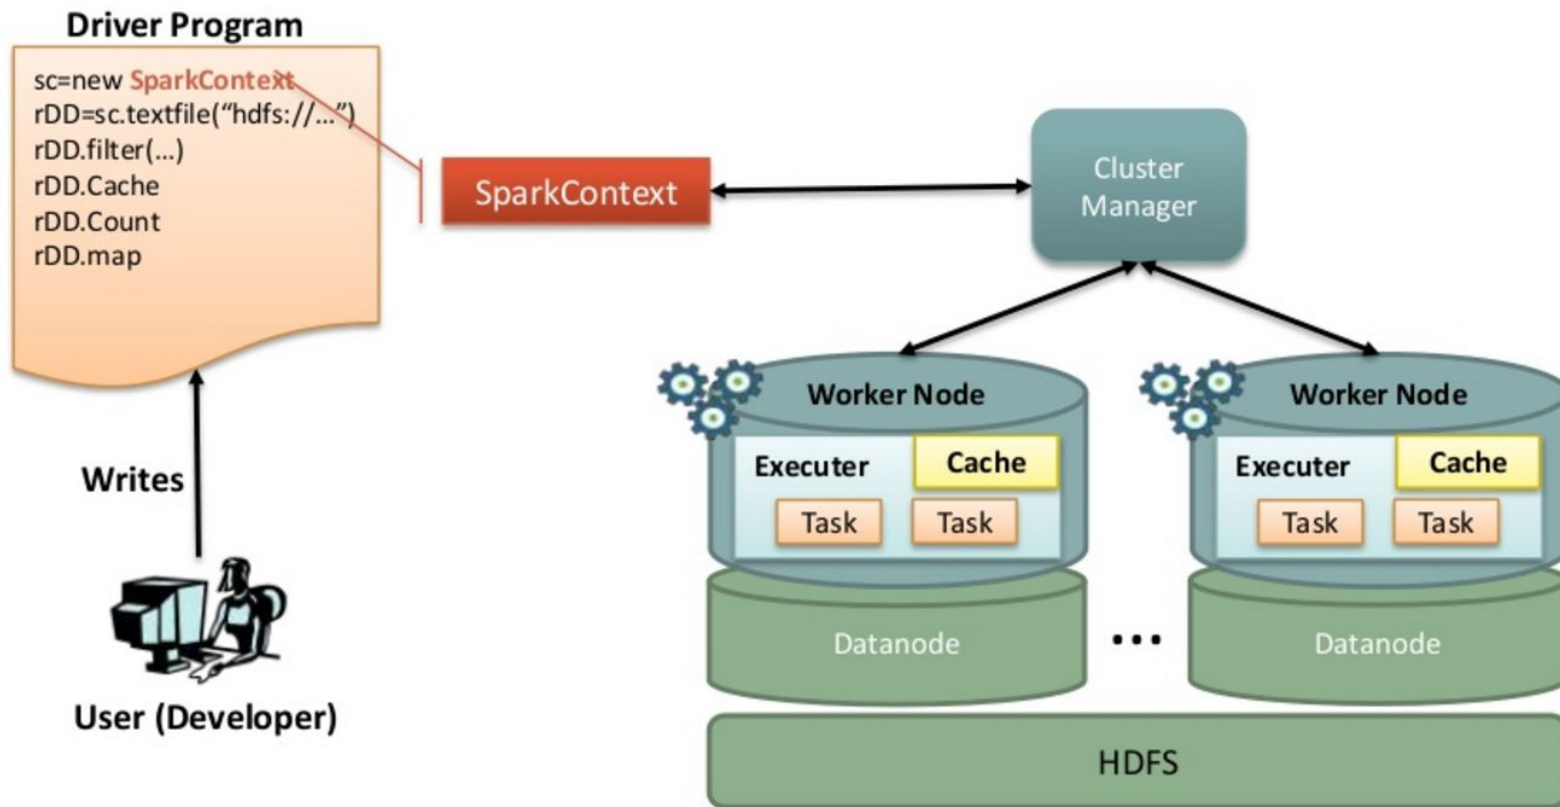 Driver Program
sc=new SparkContext
rDD=sc.textfile(“hdfs://...”)
rDD.filter(...)
rDD.Cache
rDD.Count
rDD.map
SparkContext
Cluster
Manager
Writes
User (Developer)
Worker Node
Executer
Cache
Task
Task
Datanode
...
Worker Node
Executer
Cache
Task
Task
Datanode
HDFS